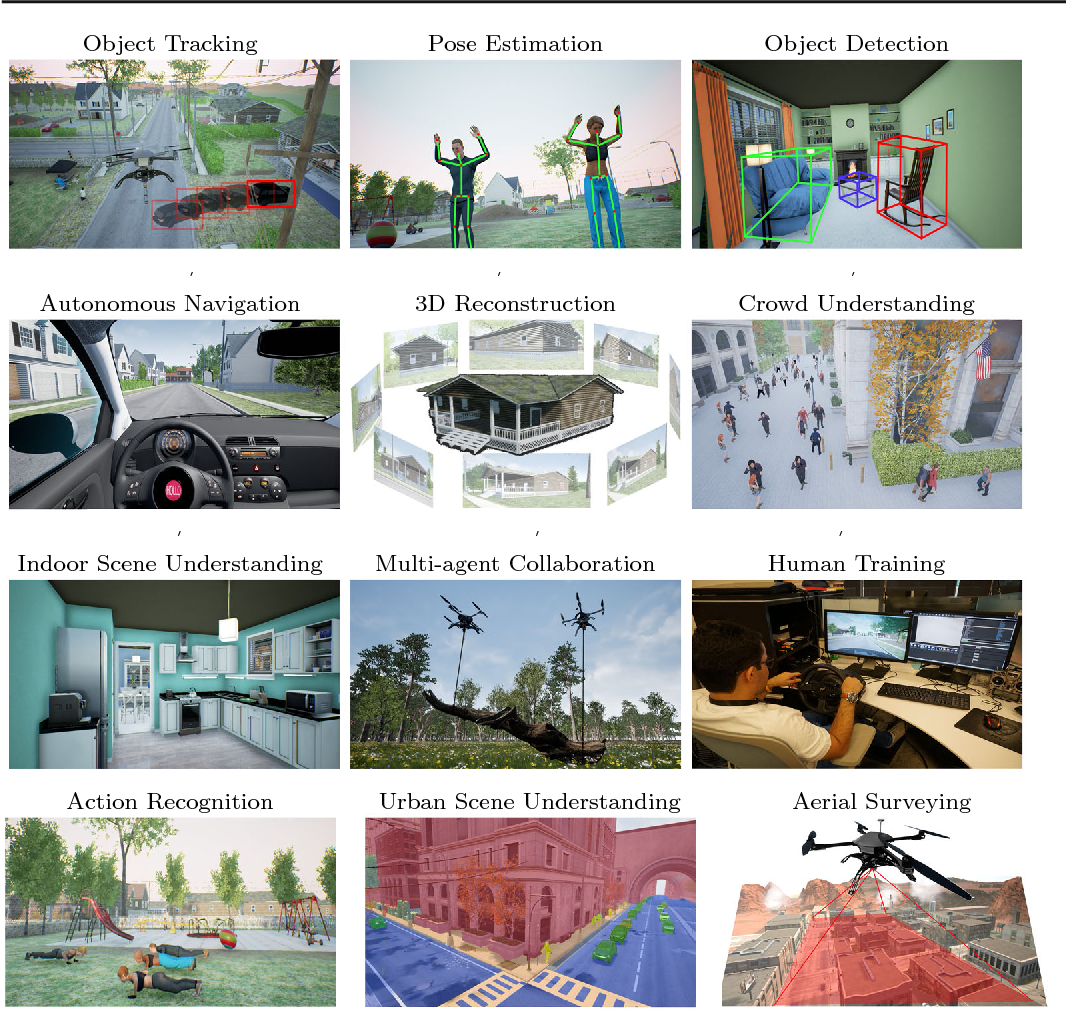 Object Tracking
Pose Estimation
Object Detection
, , ,
Autonomous Navigation
3D Reconstruction
Crowd Understanding
, , ,
Indoor Scene Understanding
Multi-agent Collaboration
Human Training
Action Recognition
Urban Scene Understanding
Aerial Surveying